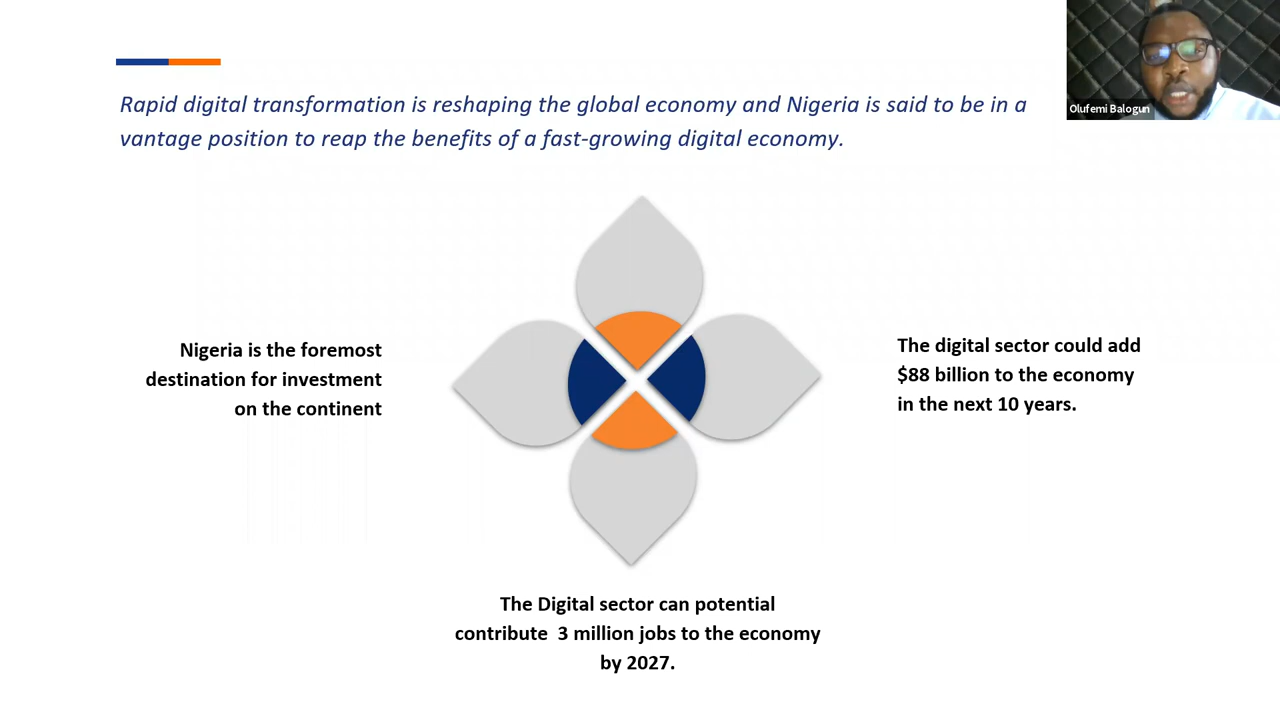 Rapid digital transformation is reshaping the global economy and Nigeria is said to be in a
vantage position to reap the benefits of a fast-growing digital economy.
Olufemi Balogun
Nigeria is the foremost
destination for investment
on the continent
The digital sector could add
$88 billion to the economy
in the next 10 years.
The Digital sector can potential
contribute  3 million jobs to the economy
by 2027.